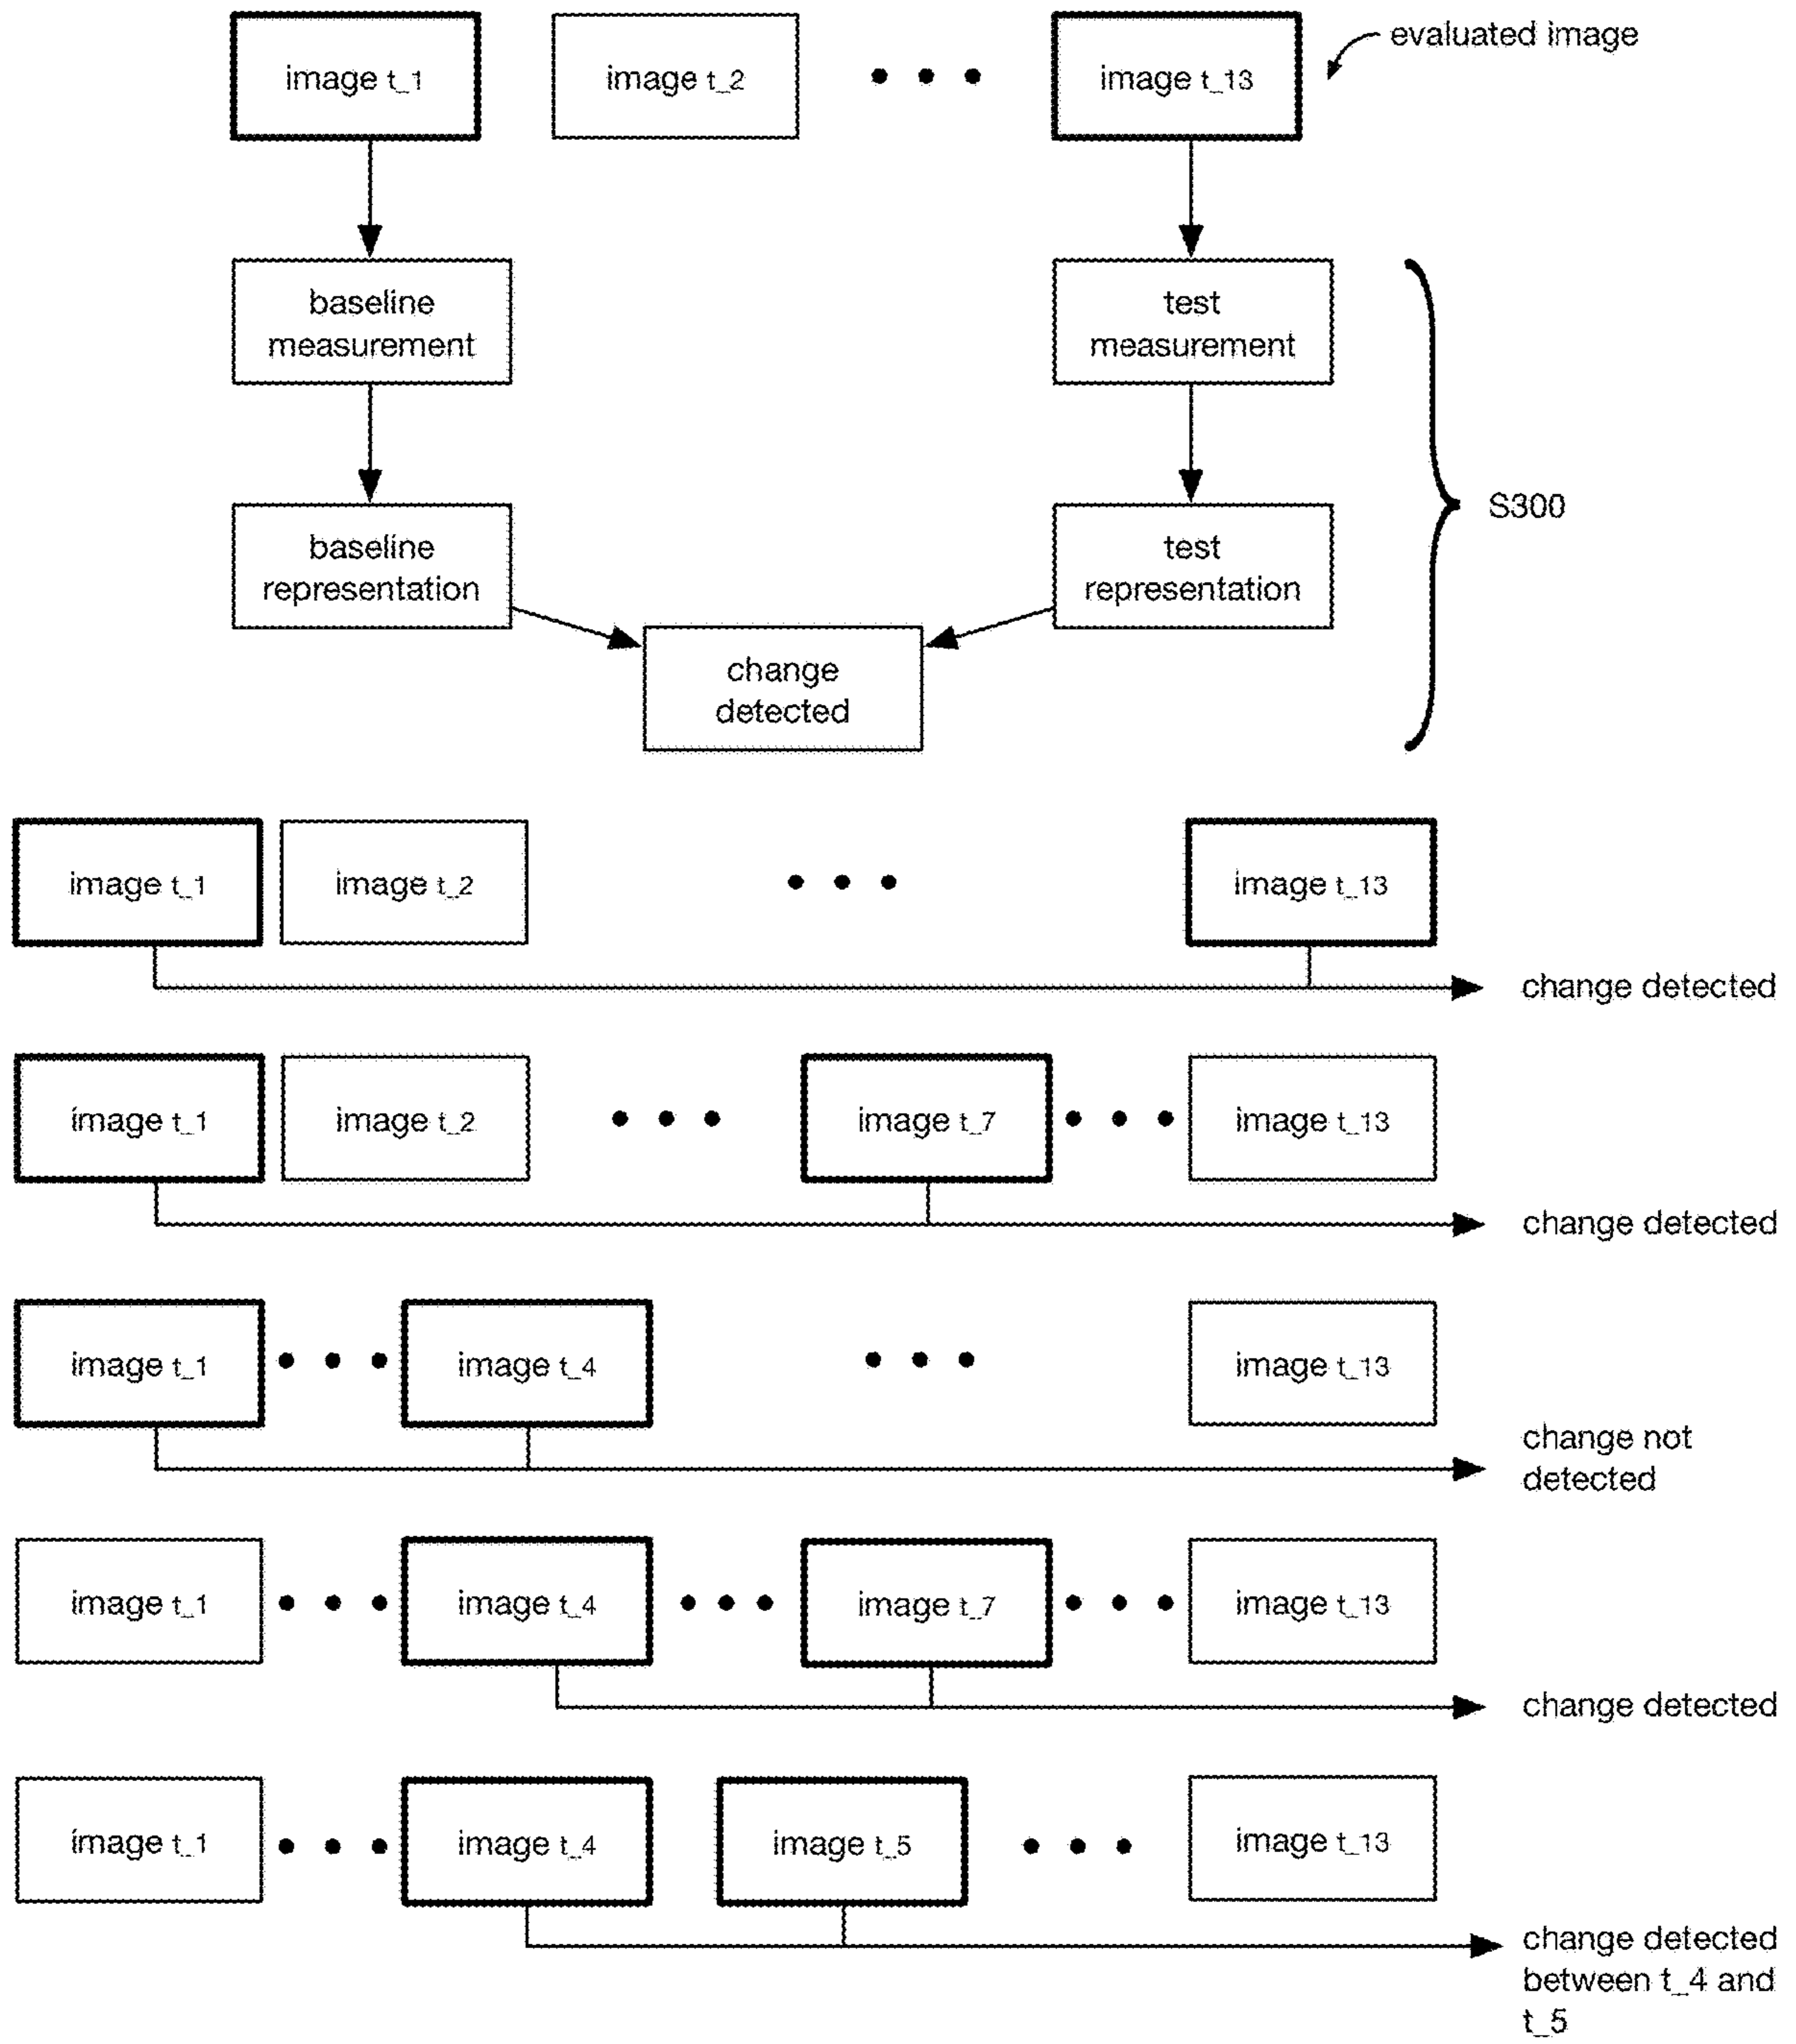 image t_1
image t_2
image t_13
evaluated image
baseline
measurement
test
measurement
S300
baseline
representation
test
representation
change
detected
image t_1
image t_2
image t_13
change detected
image t_1
image t_2
image t_7
image t_13
change detected
image t_1
image t_4
image t_13
change not
detected
image t_1
image t_4
image t_7
image t_13
change detected
image t_1
image t_4
image t_5
image t_13
change detected
between t_4 and
t_5